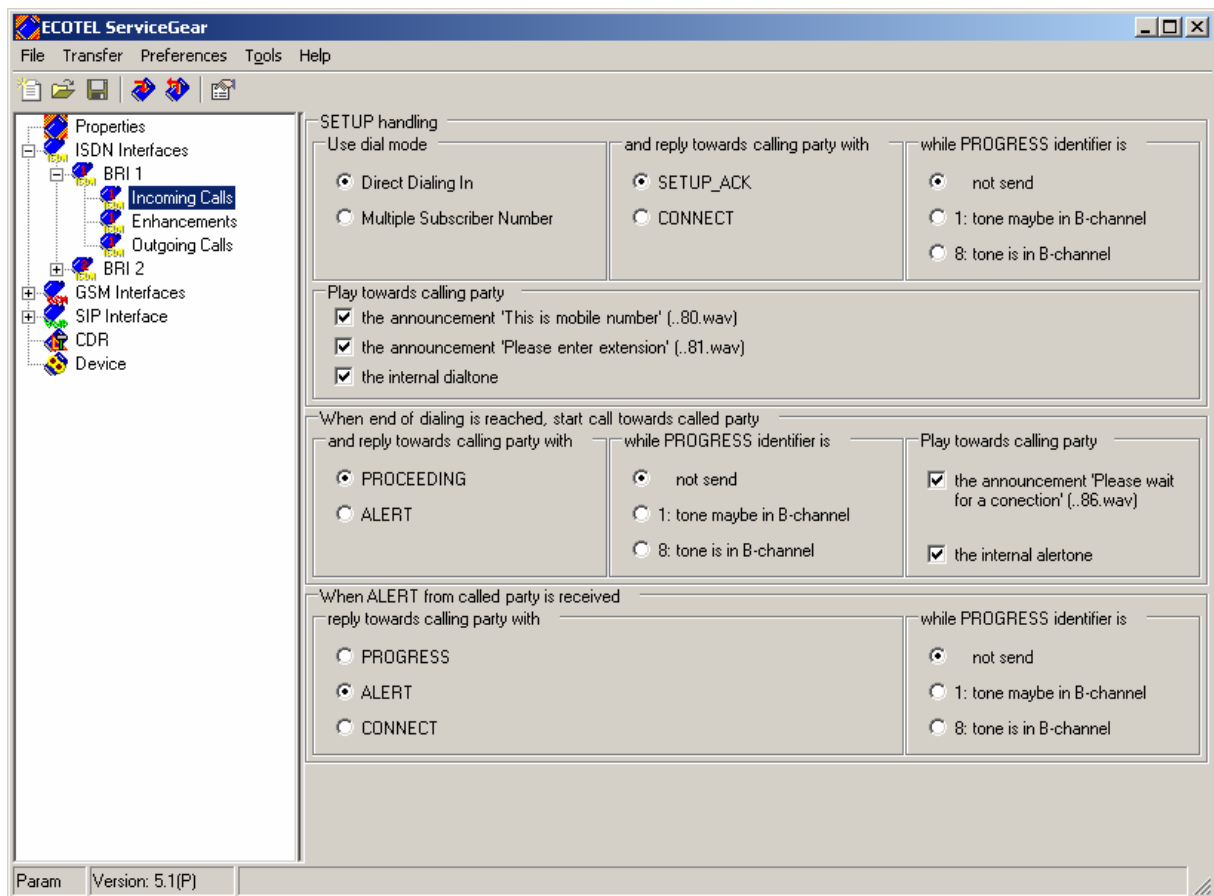 ECOTEL ServiceGear
File Transfer Preferences Tools Help
Properties
ISDN Interfaces
BRI 1
Incoming Calls
Enhancements
Outgoing Calls
BRI 2
GSM Interfaces
SIP Interface
CDR
Device
SETUP handling
Use dial mode
Direct Dialing In
Multiple Subscriber Number
and reply towards calling party with
SETUP_ACK
CONNECT
while PROGRESS identifier is
not send
1: tone maybe in B-channel
8: tone is in B-channel
Play towards calling party
the announcement 'This is mobile number' (..80.wav)
the announcement 'Please enter extension' (..81.wav)
the internal dialtone
When end of dialing is reached, start call towards called party
and reply towards calling party with
PROCEEDING
ALERT
while PROGRESS identifier is
not send
1: tone maybe in B-channel
8: tone is in B-channel
Play towards calling party
the announcement 'Please wait
for a conection' (..86.wav)
the internal alertone
When ALERT from called party is received
reply towards calling party with
PROGRESS
ALERT
CONNECT
while PROGRESS identifier is
not send
1: tone maybe in B-channel
8: tone is in B-channel
Param Version: 5.1(P)